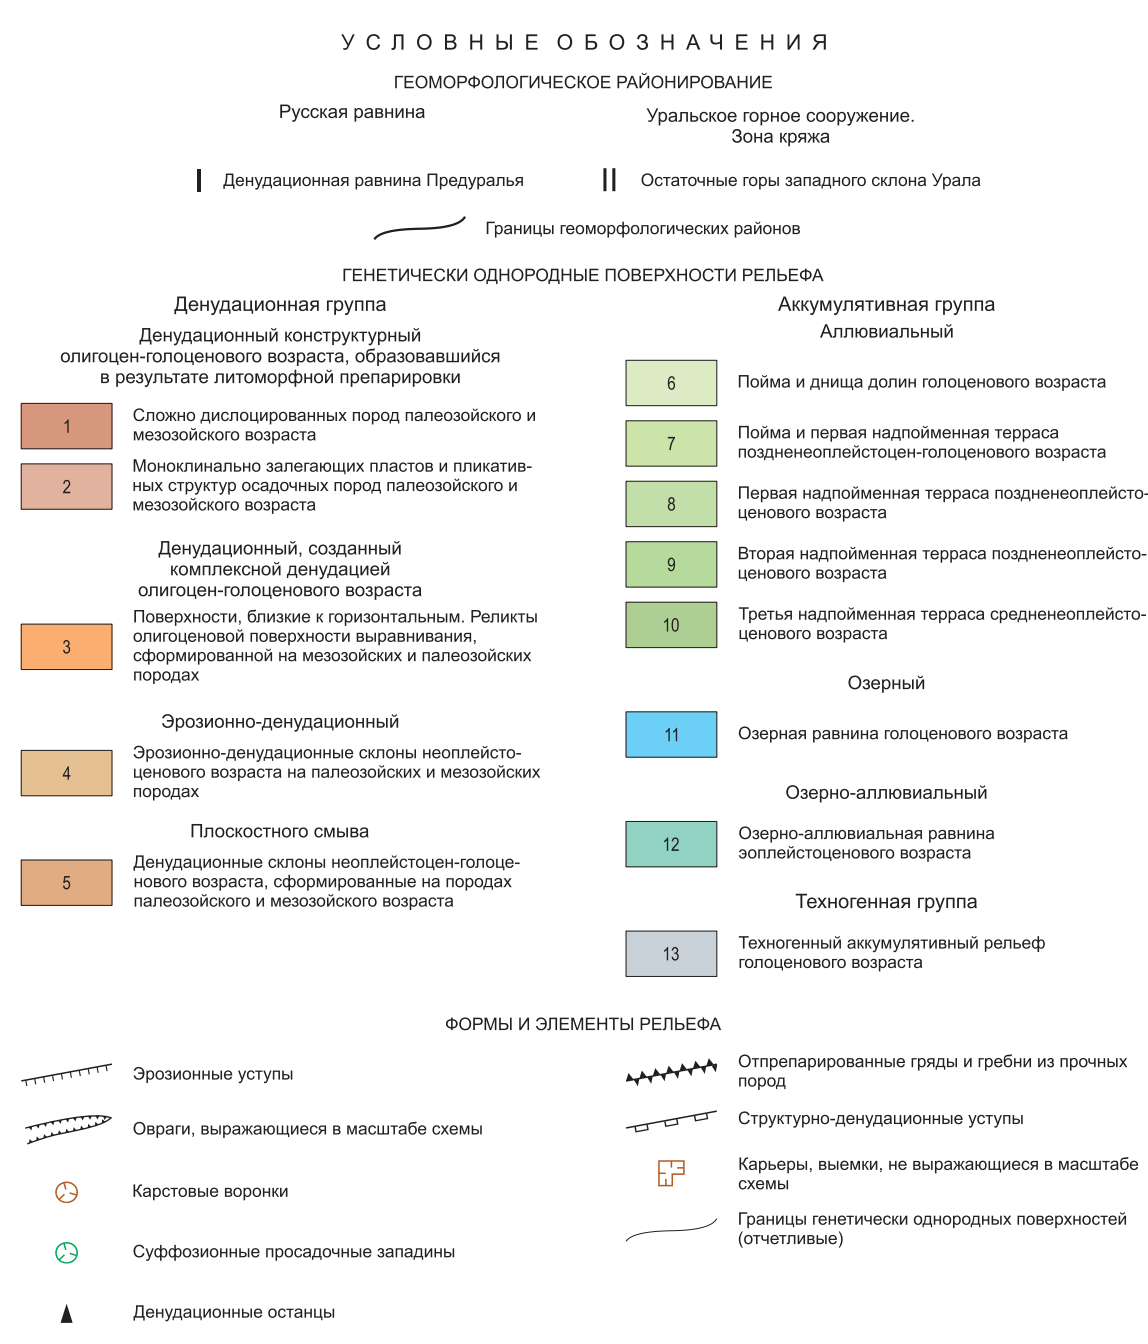 УСЛОВНЫЕ ОБОЗНАЧЕНИЯ
ГЕОМОРФОЛОГИЧЕСКОЕ РАЙОНИРОВАНИЕ
Русская равнина
Уральское горное сооружение.
Зона кряжа
Денудационная равнина Предуралья
Остаточные горы западного склона Урала
Границы геоморфологических районов
ГЕНЕТИЧЕСКИ ОДНОРОДНЫЕ ПОВЕРХНОСТИ РЕЛЬЕФА
Денудационная группа
Денудационный конструктурный
олигоцен-голоценового возраста, образовавшийся
в результате литоморфной препарировки
1
Сложно дислоцированных пород палеозойского и
мезозойского возраста
2
Моноклинально залегающих пластов и пликатив-
ных структур осадочных пород палеозойского и
мезозойского возраста
Денудационный, созданный
комплексной денудацией
олигоцен-голоценового возраста
3
Поверхности, близкие к горизонтальным. Реликты
олигоценовой поверхности выравнивания,
сформированной на мезозойских и палеозойских
породах
Эрозионно-денудационный
4
Эрозионно-денудационные склоны неоплейсто-
ценового возраста на палеозойских и мезозойских
породах
Плоскостного смыва
5
Денудационные склоны неоплейстоцен-голоце-
нового возраста, сформированные на породах
палеозойского и мезозойского возраста
Аккумулятивная группа
Аллювиальный
6
Пойма и днища долин голоценового возраста
7
Пойма и первая надпойменная терраса
поздненеоплейстоцен-голоценового возраста
8
Первая надпойменная терраса поздненеоплейсто-
ценового возраста
9
Вторая надпойменная терраса поздненеоплейсто-
ценового возраста
10
Третья надпойменная терраса средненеоплейсто-
ценового возраста
Озерный
11
Озерная равнина голоценового возраста
Озерно-аллювиальный
12
Озерно-аллювиальная равнина
эоплейстоценового возраста
Техногенная группа
13
Техногенный аккумулятивный рельеф
голоценового возраста
ФОРМЫ И ЭЛЕМЕНТЫ РЕЛЬЕФА
Эрозионные уступы
Овраги, выражающиеся в масштабе схемы
Карстовые воронки
Суффозионные просадочные западины
Денудационные останцы
Отпрепарированные гряды и гребни из прочных
пород
Структурно-денудационные уступы
Карьеры, выемки, не выражающиеся в масштабе
схемы
Границы генетически однородных поверхностей
(отчетливые)